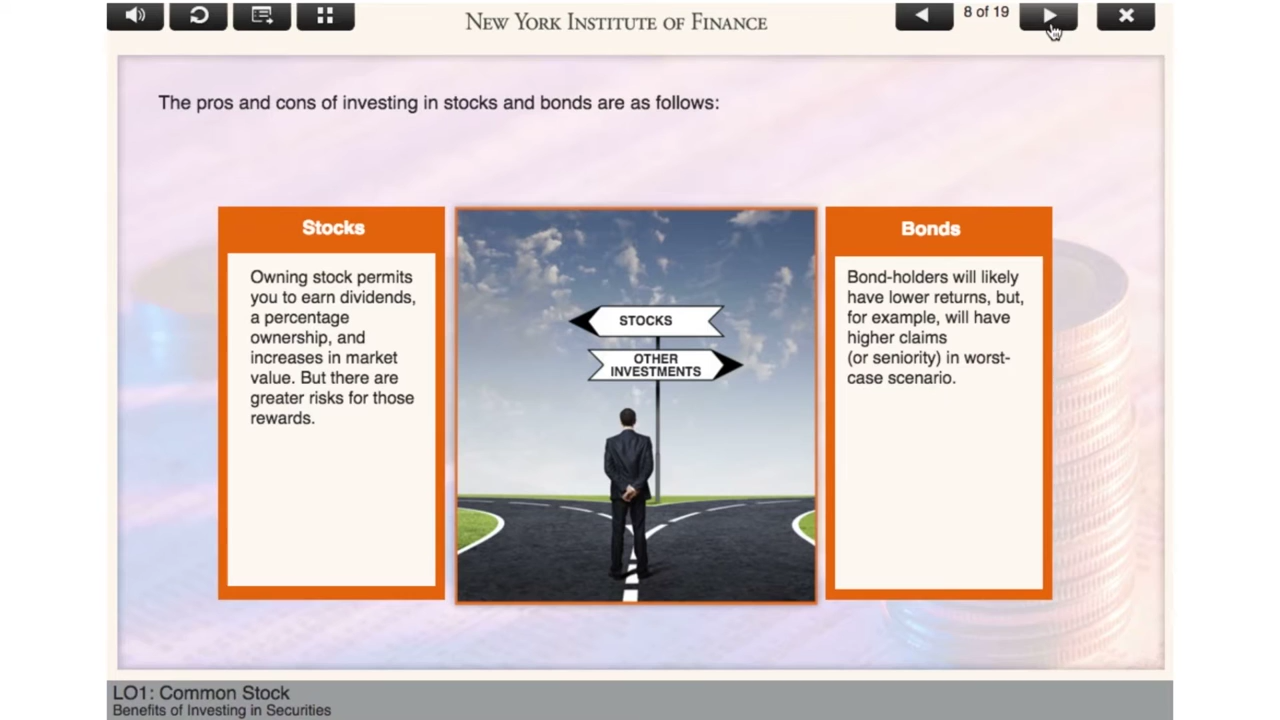 NEW YORK INSTITUTE OF FINANCE
8 of 19
The pros and cons of investing in stocks and bonds are as follows:
Stocks
Owning stock permits
you to earn dividends,
a percentage
ownership, and
increases in market
value. But there are
greater risks for those
rewards.
STOCKS
OTHER
INVESTMENTS
Bonds
Bond-holders will likely
have lower returns, but,
for example, will have
higher claims
(or seniority) in worst-
case scenario.
LO1: Common Stock
Benefits of Investing in Securities